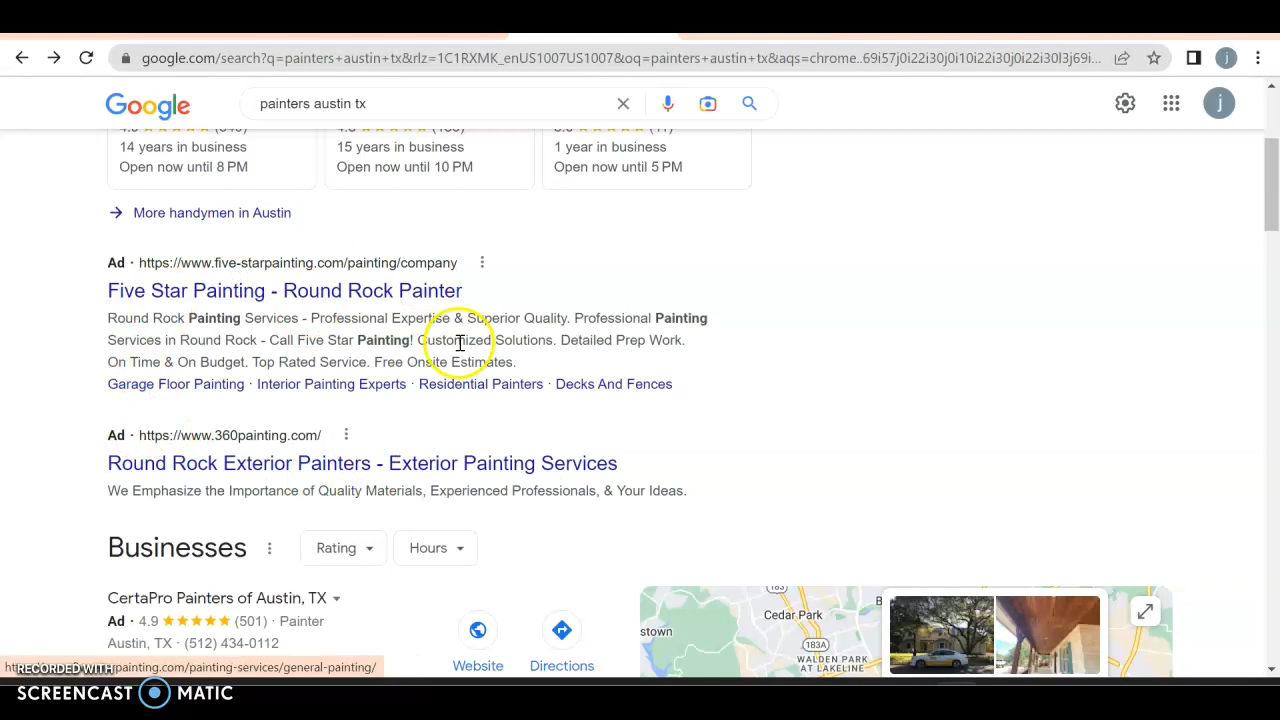 google.com/search?q=painters+austin+tx&rlz=1C1RXMK_enUS1007US1007&oq=painters+austin+tx&aqs=chrome..69i57j0i22i30j0i10i22i30j0i22i30l3j69i...
j
Google
painters austin tx
j
14 years in business
15 years in business
1 year in business
Open now until 8 PM
Open now until 10 PM
Open now until 5 PM
More handymen in Austin
Ad · https://www.five-starpainting.com/painting/company
Five Star Painting - Round Rock Painter
Round Rock Painting Services - Professional Expertise & Superior Quality. Professional Painting
Services in Round Rock - Call Five Star Painting! Customized Solutions. Detailed Prep Work.
On Time & On Budget. Top Rated Service. Free Onsite Estimates.
Garage Floor Painting · Interior Painting Experts · Residential Painters · Decks And Fences
Ad · https://www.360painting.com/
Round Rock Exterior Painters - Exterior Painting Services
We Emphasize the Importance of Quality Materials, Experienced Professionals, & Your Ideas.
Businesses
Rating
Hours
CertaPro Painters of Austin, TX
Ad · 4.9 ★★★★★ (501) · Painter
Austin, TX · (512) 434-0112
Website
Directions
183
Cedar Park
stown
183A
WALDEN PARK
AT LAKELINE
painting.com/painting-services/general-painting/
RECORDED WITH
SCREENCAST MATIC